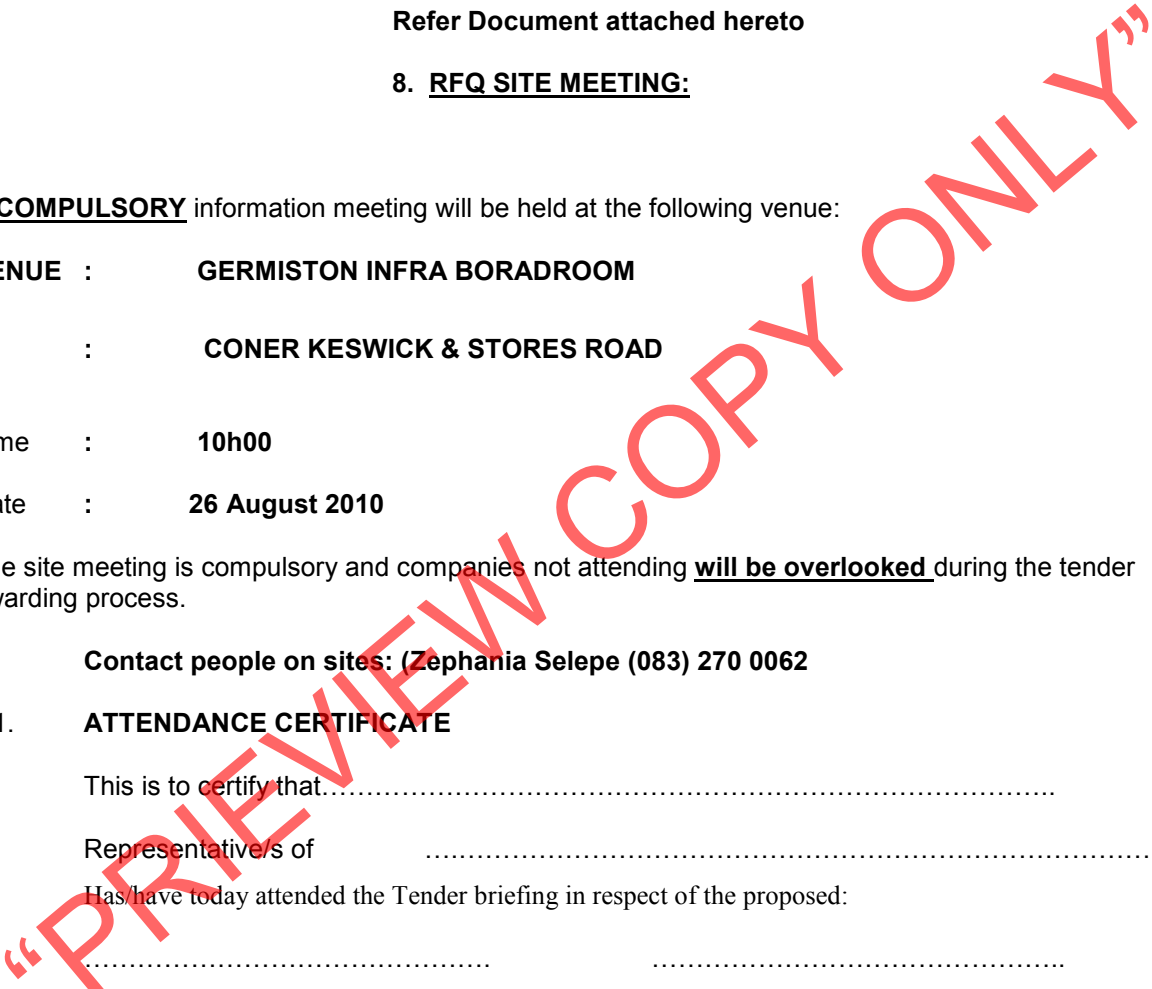 Refer Document attached hereto
8. RFQ SITE MEETING:
COMPULSORY information meeting will be held at the following venue:
ENUE : GERMISTON INFRA BORADROOM
: CONER KESWICK & STORES ROAD
me : 10h00
ate : 26 August 2010
e site meeting is compulsory and companies not attending will be overlooked during the tender
warding process.
Contact people on sites: (Zephania Selepe (083) 270 0062
1. ATTENDANCE CERTIFICATE
This is to certify that……………………………………………………………………….
Representative/s of ….……………………………………………………………………
Has/have today attended the Tender briefing in respect of the proposed:
………………………………………. ………………………………………..
“PRIEVIEW COPY ONLY”